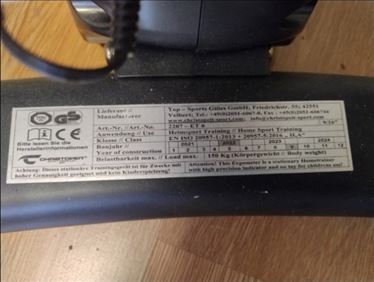 Lieferant // Top - Sports Gilles GmbH, Friedrichstr. 55, 42551
Manufacturer Velbert; Tel.+49(0)2051-6067-0, Fax +49(0)2051-606744
www.christopeit-sport.com, info@christopeit-sport.com
Art.-Nr. // Art.-No. 2207 - ET 6
Anwendung // Use Heimsport Training // Home Sport Training
Klasse // Class EN ISO 20957-1:2013 + 20957-5:2016
GS
CE
Bitte lesen Sie die
Herstellerinformationen
Baujahr // 2021 2022 2023 2024
Year of construction 1 2 3 4 5 6 7 8 9 10 11 12
CHRISTOPEIT
Belastbarkeit max. // Load max. 150 Kg (Körpergewicht // Body weight)
Achtung! Dieses stationäre Trainingsgerät ist für Zwecke mit
hoher Genauigkeit geeignet und kein Kinderspielzeug!
Attention! This Ergometer is a stationary Hometrainer
with high precision indicator and no toy for childrens use!